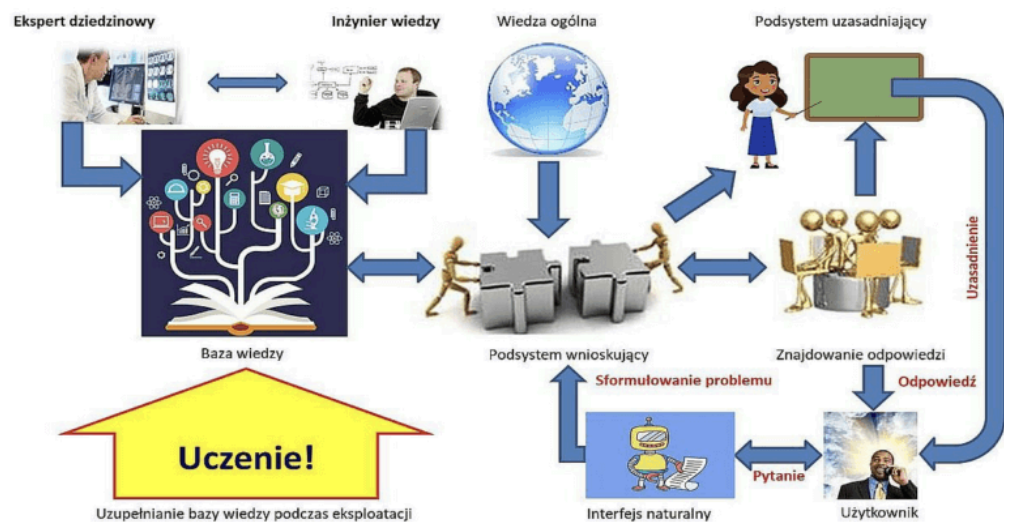 Ekspert dziedzinowy
Inżynier wiedzy
Wiedza ogólna
Podsystem uzasadniający
Uzasadnienie
Baza wiedzy
Podsystem wnioskujący
Znajdowanie odpowiedzi
Sformułowanie problemu
Odpowiedź
Uczenie!
Pytanie
Uzupełnianie bazy wiedzy podczas eksploatacji
Interfejs naturalny
Użytkownik